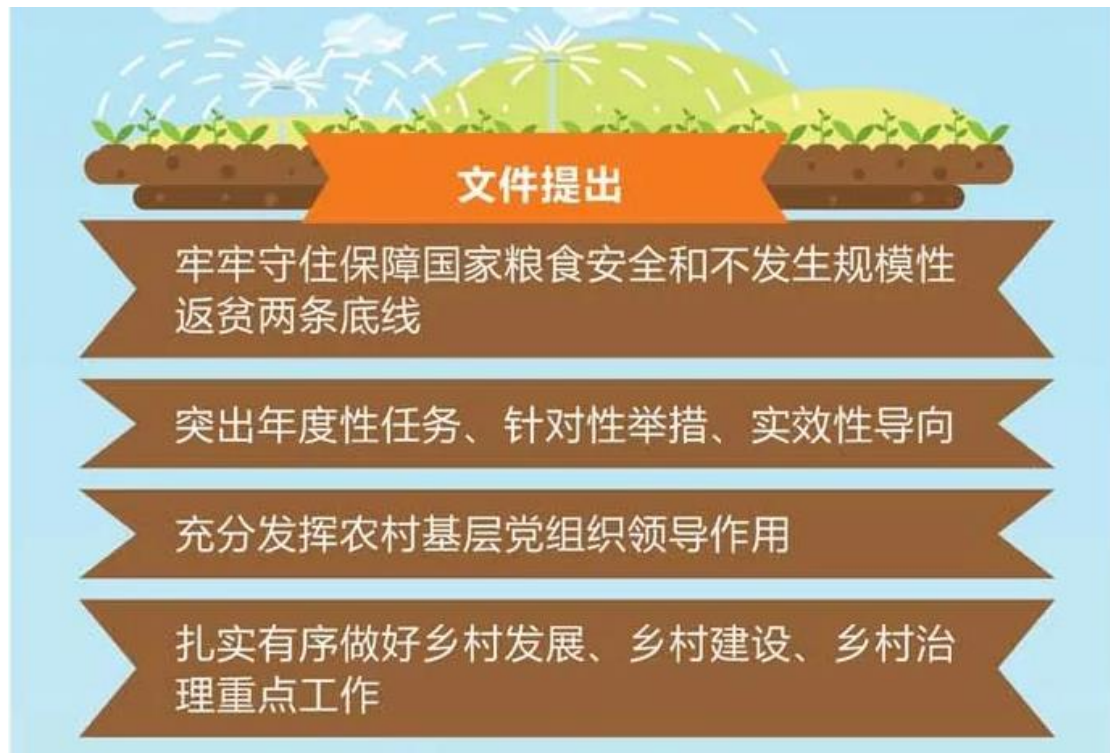 文件提出
牢牢守住保障国家粮食安全和不发生规模性
返贫两条底线
突出年度性任务、针对性举措、实效性导向
充分发挥农村基层党组织领导作用
扎实有序做好乡村发展、乡村建设、乡村治
理重点工作